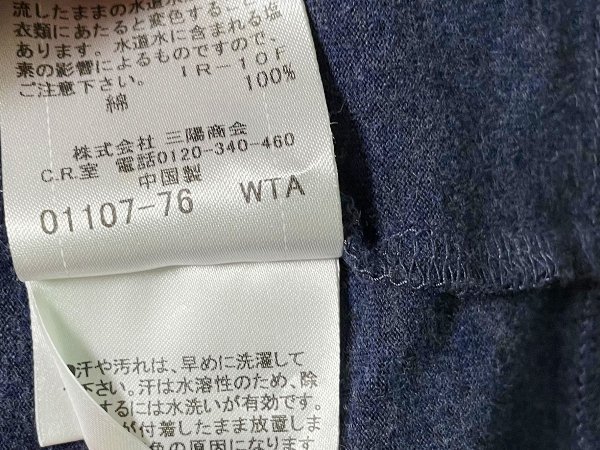 流したままの水道水
衣類にあたると変色すること
あります。水道水に含まれる塩
素の影響によるものですので、
ご注意下さい。 IR-10F
綿 100%
株式会社 三陽商会
C.R.室 電話0120-340-460
中国製
01107-76 WTA
汗や汚れは、早めに洗濯して
下さい。汗は水溶性のため、除
するには水洗いが有効です。
が付着したまま放置しま
色の原因になります